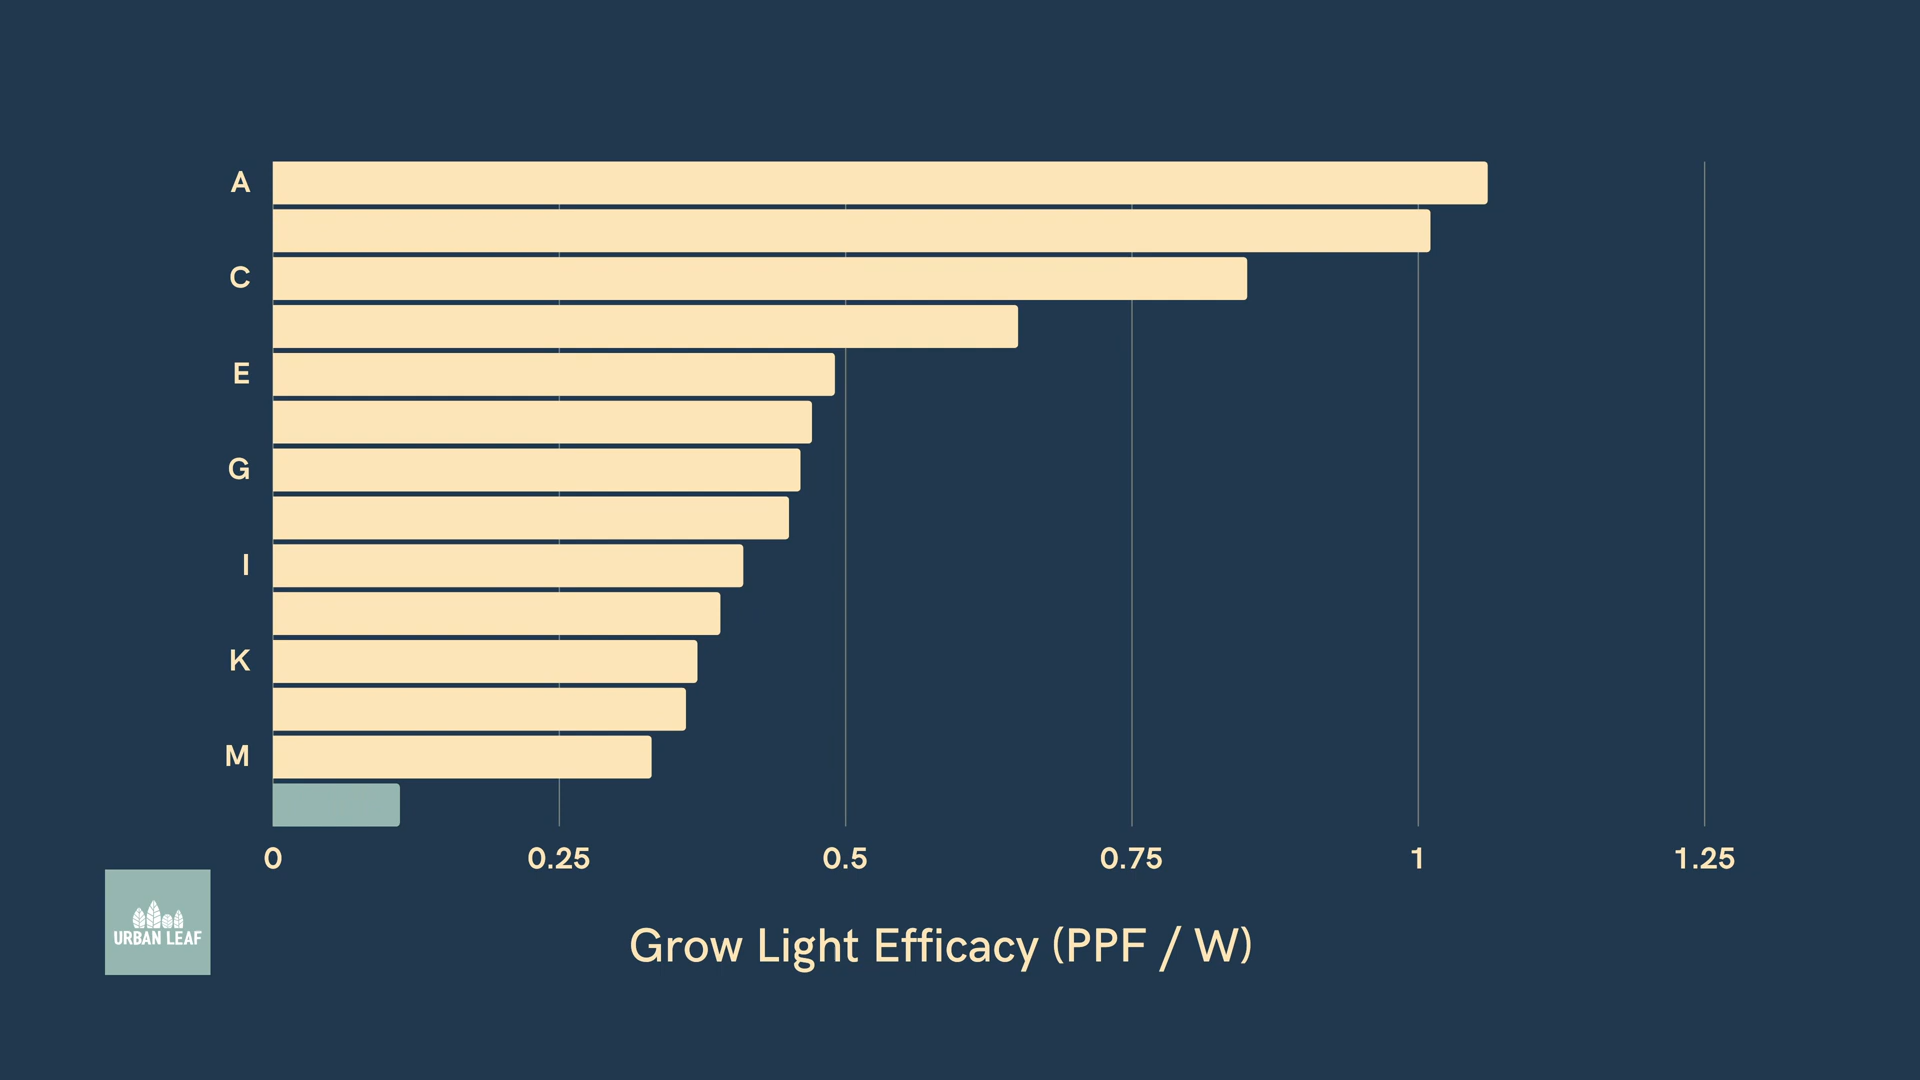 A
C
E
G
I
K
M
0 0.25 0.5 0.75 1 1.25
URBAN LEAF
Grow Light Efficacy (PPF / W)